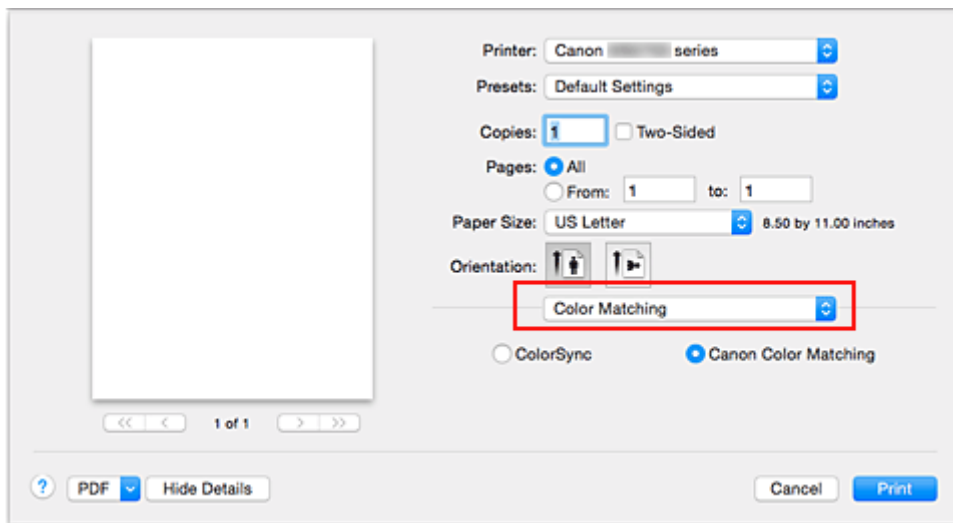 Printer: Canon series
Presets: Default Settings
Copies: 1 Two-Sided
Pages: All
From: 1 to: 1
Paper Size: US Letter 8.50 by 11.00 inches
Orientation:
Color Matching
ColorSync Canon Color Matching
<< < 1 of 1 > >>
? PDF Hide Details Cancel Print